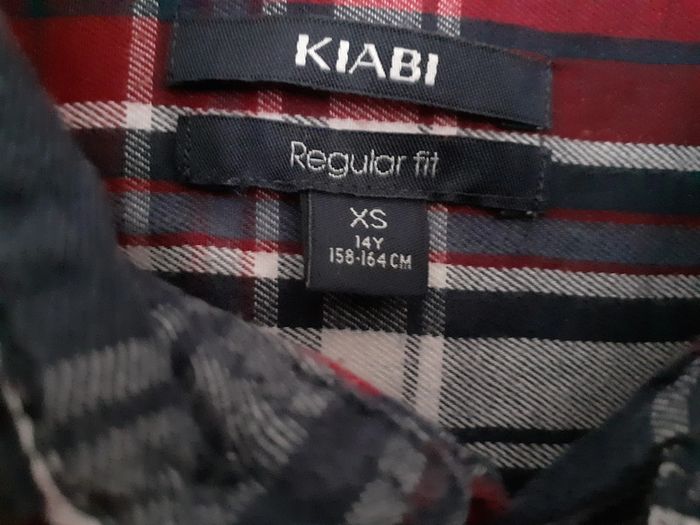 KIABI
Regular fit
XS
14Y
158-164 CM